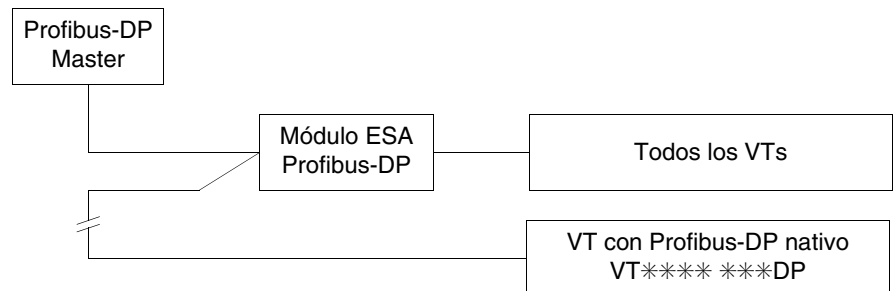 Profibus-DP
Master
Módulo ESA
Profibus-DP
Todos los VTs
VT con Profibus-DP nativo
VT✳✳✳✳ ✳✳✳DP